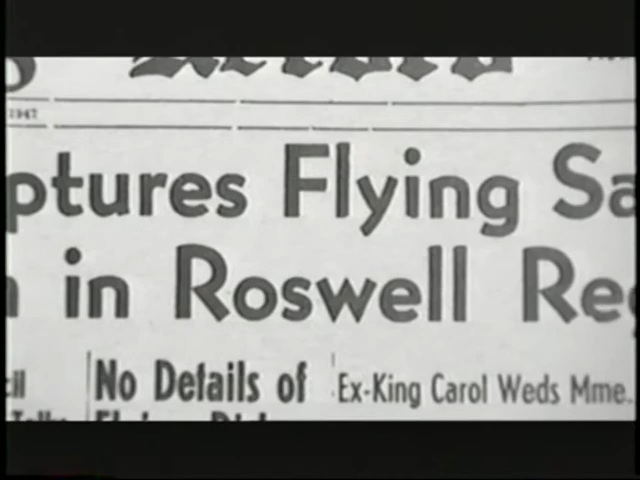 1947
ptures Flying Sa
in Roswell Re
No Details of
Ex-King Carol Weds Mme.